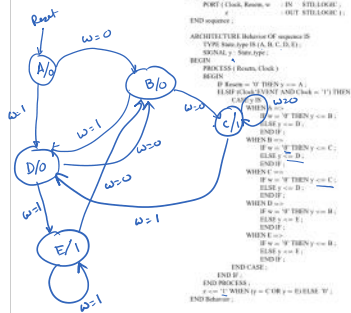 Reset
w=0
A/0
B/0
w=0
C/1
w=0
w=1
w=1
D/0
w=0
w=0
w=1
w=1
E/1
w=1
PORT ( Clock, Resetn, w : IN STD_LOGIC ;
z : OUT STD_LOGIC ) ;
END sequence ;
ARCHITECTURE Behavior OF sequence IS
TYPE State_type IS (A, B, C, D, E) ;
SIGNAL y : State_type ;
BEGIN
PROCESS ( Resetn, Clock )
BEGIN
IF Resetn = '0' THEN y <= A ;
ELSIF (Clock'EVENT AND Clock = '1') THEN
CASE y IS
WHEN A =>
IF w = '0' THEN y <= B ;
ELSE y <= D ;
END IF ;
WHEN B =>
IF w = '0' THEN y <= C ;
ELSE y <= D ;
END IF ;
WHEN C =>
IF w = '0' THEN y <= C ;
ELSE y <= D ;
END IF ;
WHEN D =>
IF w = '0' THEN y <= B ;
ELSE y <= E ;
END IF ;
WHEN E =>
IF w = '0' THEN y <= B ;
ELSE y <= E ;
END IF ;
END CASE ;
END IF ;
END PROCESS ;
z <= '1' WHEN (y = C OR y = E) ELSE '0' ;
END Behavior ;